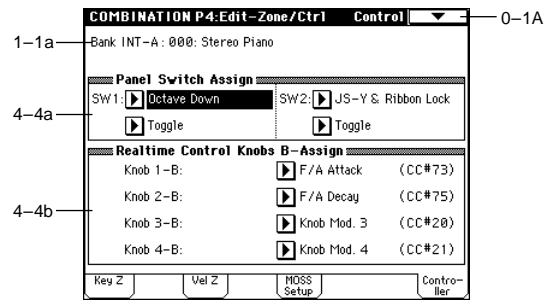 COMBINATION P4:Edit-Zone/Ctrl Control
0–1A
1–1a
Bank INT-A: 000: Stereo Piano
Panel Switch Assign
4–4a
SW1: Octave Down SW2: JS-Y & Ribbon Lock
Toggle Toggle
Realtime Control Knobs B-Assign
4–4b
Knob 1-B: F/A Attack (CC#73)
Knob 2-B: F/A Decay (CC#75)
Knob 3-B: Knob Mod. 3 (CC#20)
Knob 4-B: Knob Mod. 4 (CC#21)
Key Z Vel Z MOSS Setup Contro-ller